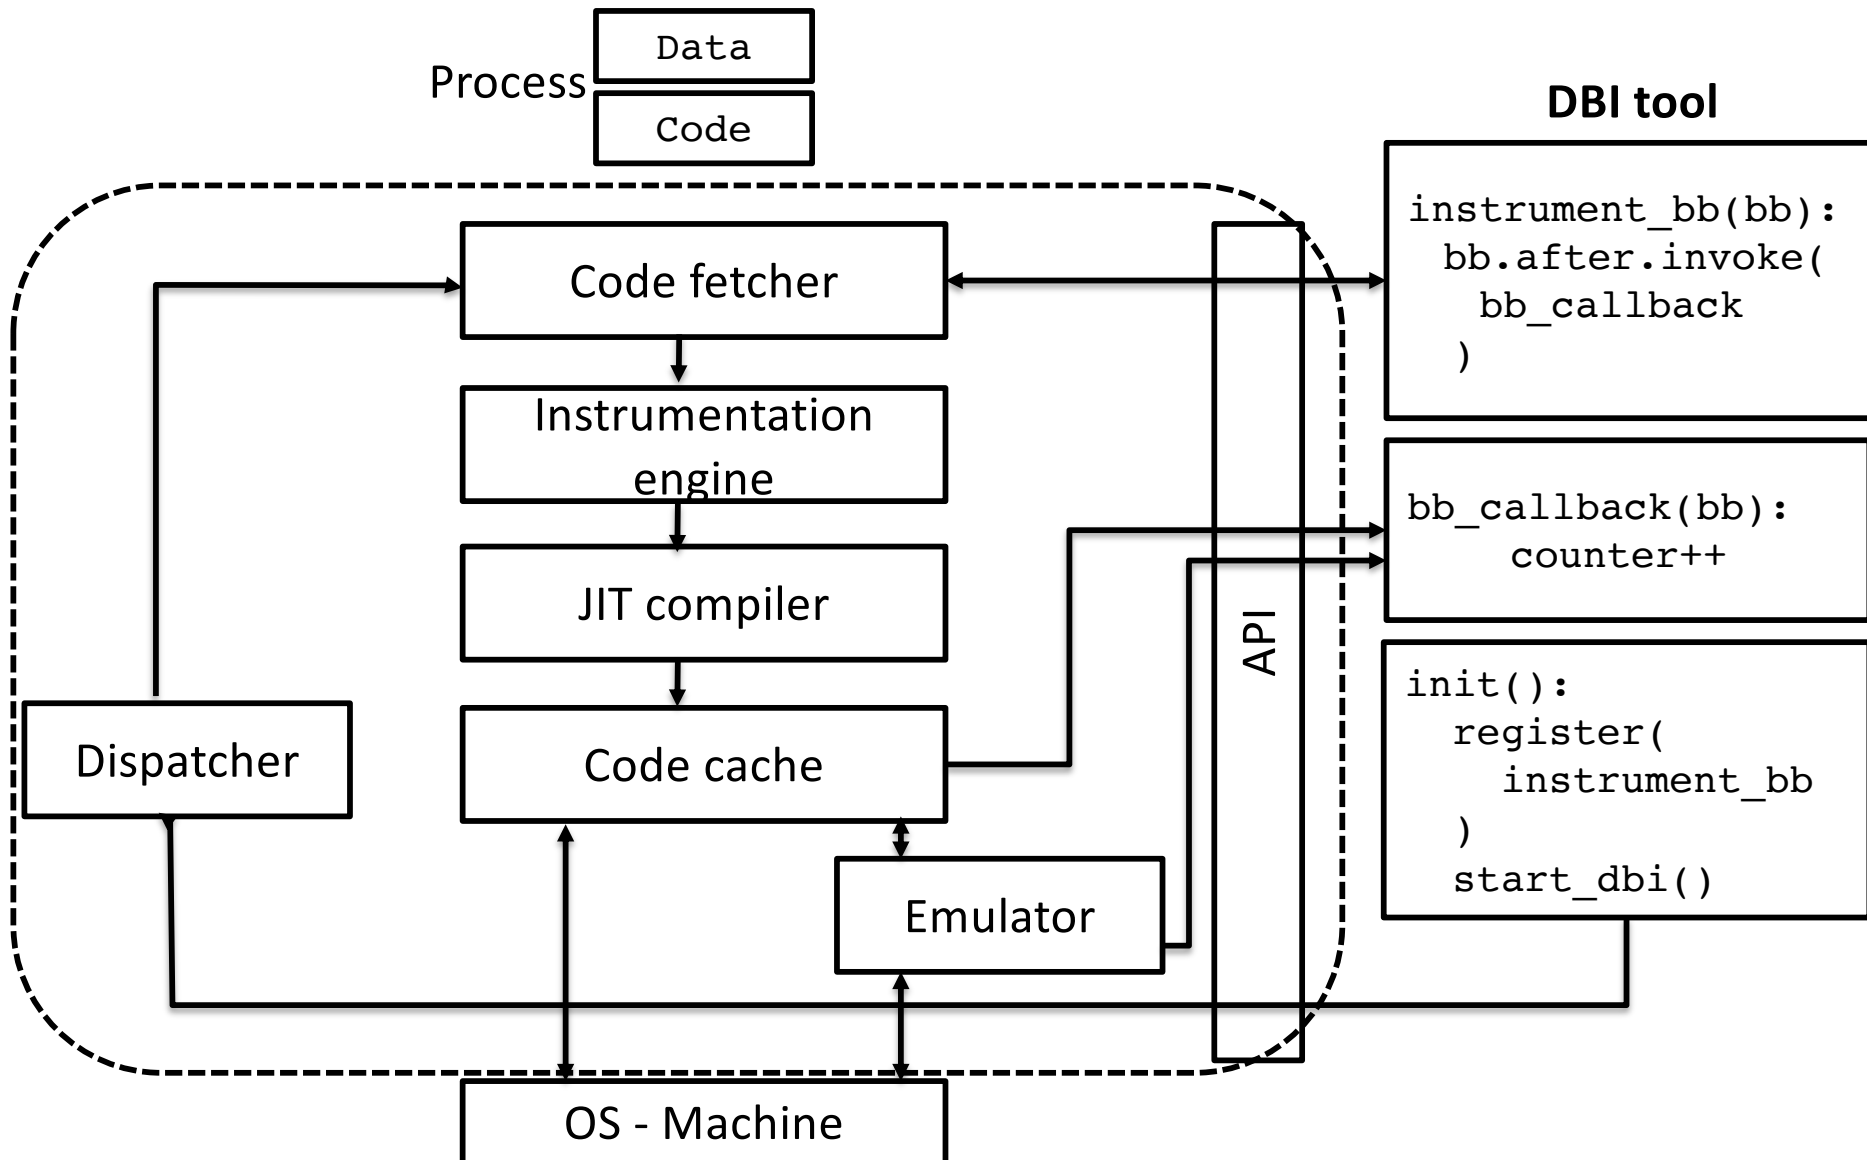 Data
Process
Code
DBI tool
instrument_bb(bb):
bb.after.invoke(
bb_callback
)
Code fetcher
Instrumentation
engine
bb_callback(bb):
counter++
JIT compiler
API
init():
register(
instrument_bb
)
start_dbi()
Dispatcher
Code cache
Emulator
OS - Machine